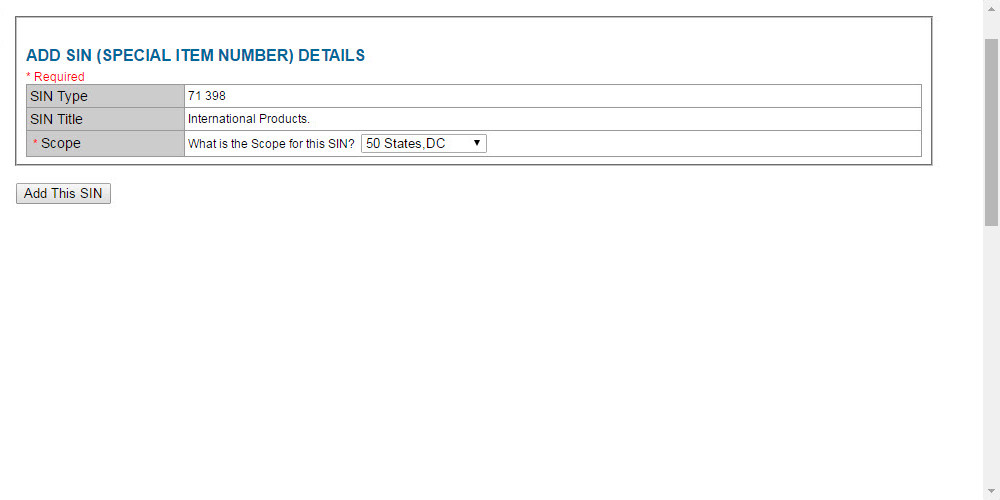 ADD SIN (SPECIAL ITEM NUMBER) DETAILS
* Required
SIN Type 71 398
SIN Title International Products.
* Scope What is the Scope for this SIN? 50 States,DC
Add This SIN